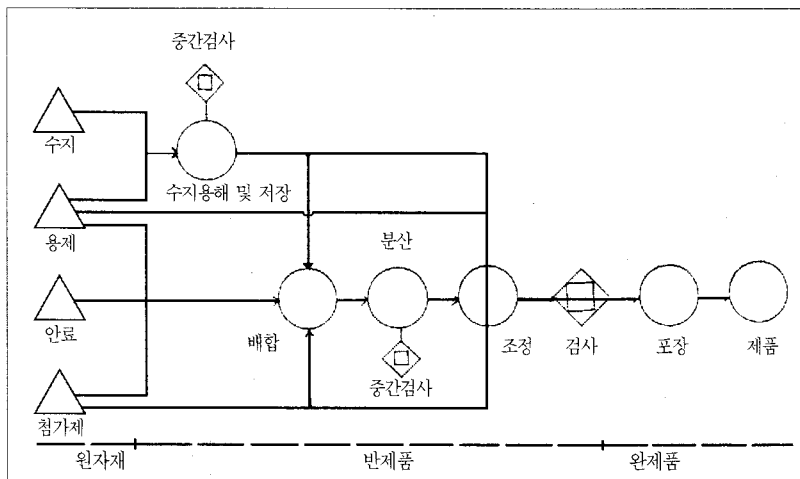 중간검사
수지
수지용해 및 저장
용제
분산
안료
배합
조정
검사
포장
제품
중간검사
첨가제
원자재
반제품
완제품